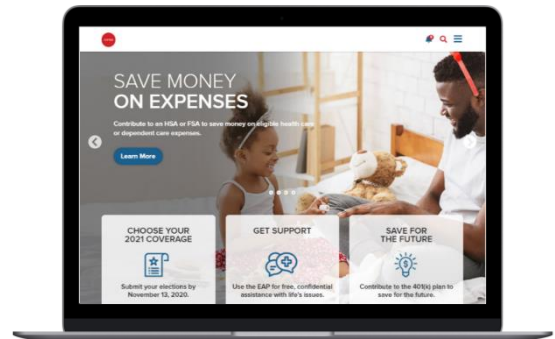 SAVE MONEY
ON EXPENSES
Contribute to an HSA or FSA to save money on eligible health care
or dependent care expenses.
Learn More
CHOOSE YOUR
2021 COVERAGE
Submit your elections by
November 13, 2020.
GET SUPPORT
Use the EAP for free, confidential
assistance with life's issues.
SAVE FOR
THE FUTURE
Contribute to the 401(k) plan to
save for the future.